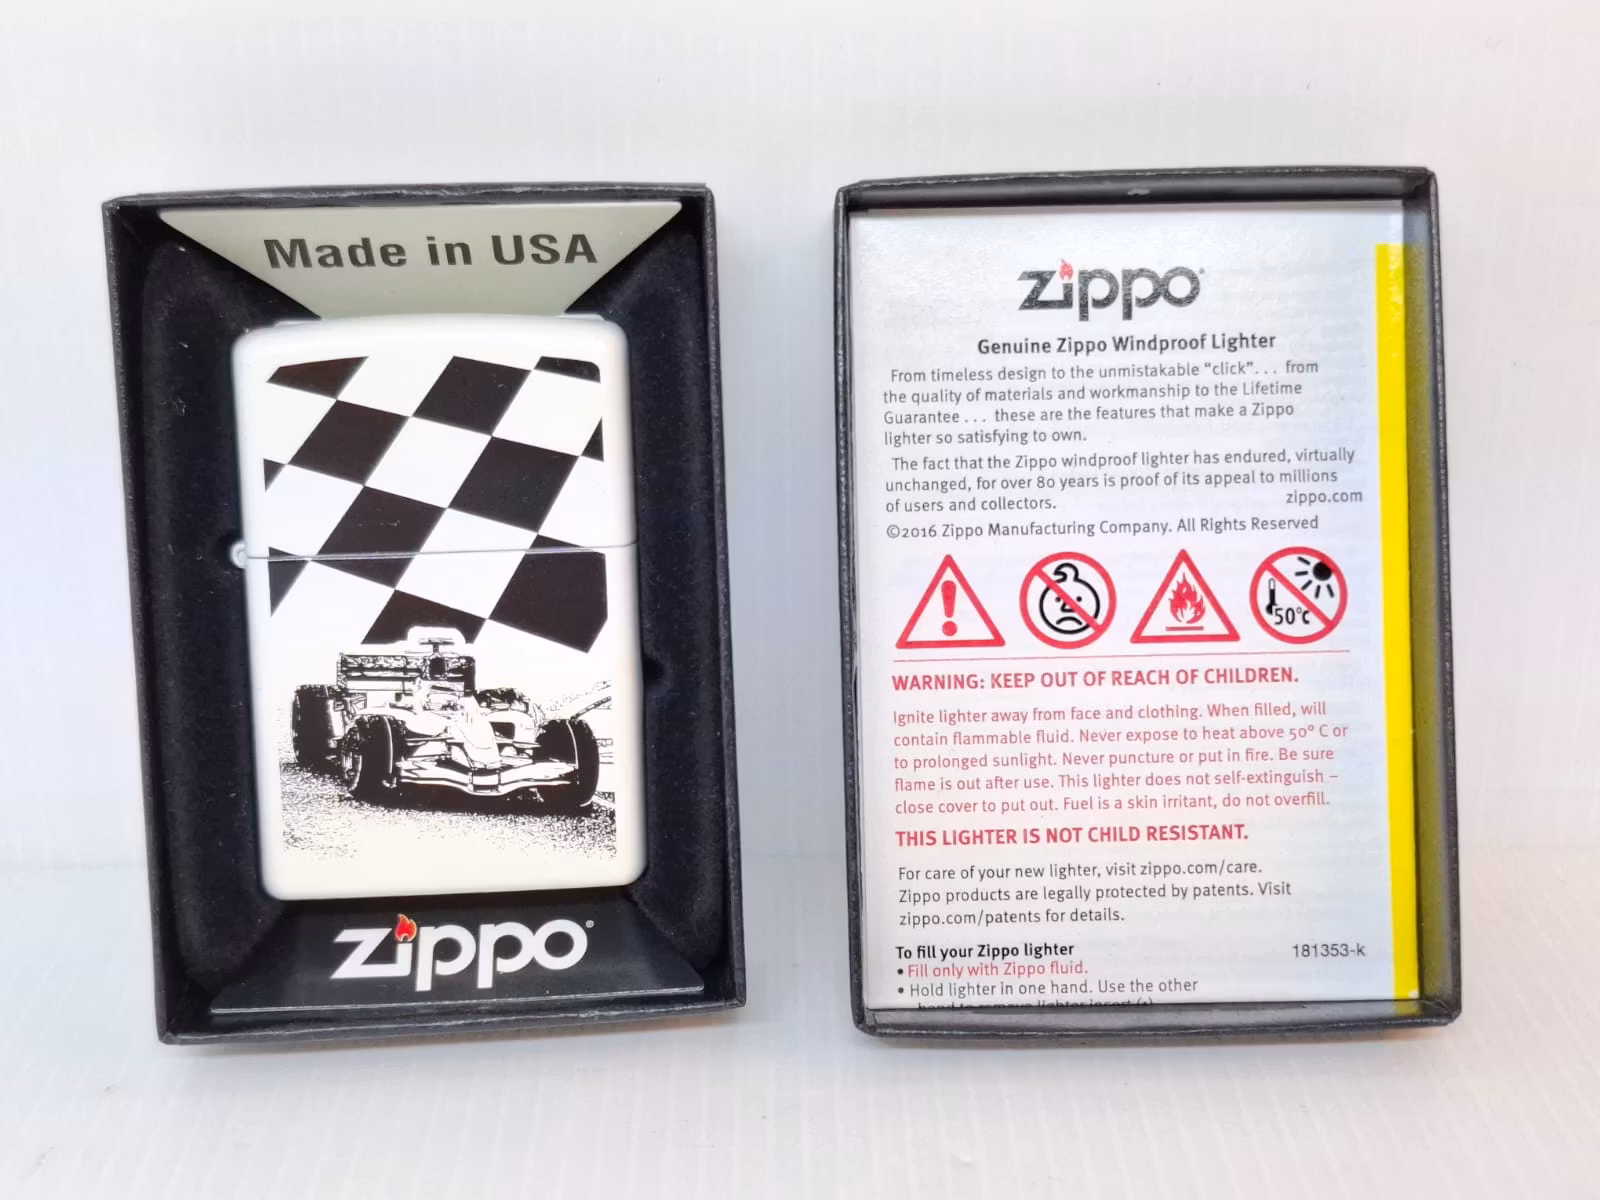 Made in USA
zippo®
zippo®
Genuine Zippo Windproof Lighter
From timeless design to the unmistakable “click”. . . from
the quality of materials and workmanship to the Lifetime
Guarantee . . . these are the features that make a Zippo
lighter so satisfying to own.
The fact that the Zippo windproof lighter has endured, virtually
unchanged, for over 80 years is proof of its appeal to millions
of users and collectors. zippo.com
©2016 Zippo Manufacturing Company. All Rights Reserved
50°C
WARNING: KEEP OUT OF REACH OF CHILDREN.
Ignite lighter away from face and clothing. When filled, will
contain flammable fluid. Never expose to heat above 50° C or
to prolonged sunlight. Never puncture or put in fire. Be sure
flame is out after use. This lighter does not self-extinguish –
close cover to put out. Fuel is a skin irritant, do not overfill.
THIS LIGHTER IS NOT CHILD RESISTANT.
For care of your new lighter, visit zippo.com/care.
Zippo products are legally protected by patents. Visit
zippo.com/patents for details.
To fill your Zippo lighter 181353-k
• Fill only with Zippo fluid.
• Hold lighter in one hand. Use the other